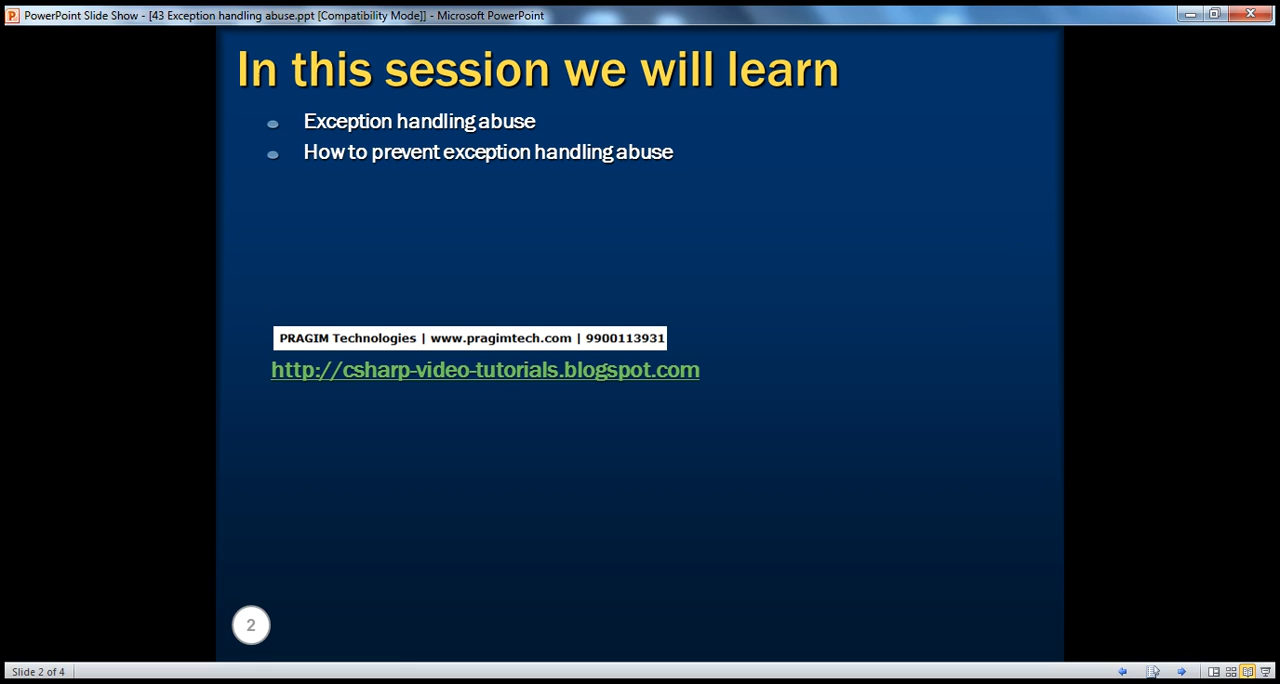 PowerPoint Slide Show - [43 Exception handling abuse.ppt [Compatibility Mode]] - Microsoft PowerPoint
In this session we will learn
Exception handling abuse
How to prevent exception handling abuse
PRAGIM Technologies | www.pragimtech.com | 9900113931
http://csharp-video-tutorials.blogspot.com
2
Slide 2 of 4